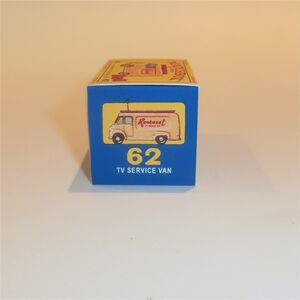 Rentaset
62
TV SERVICE VAN